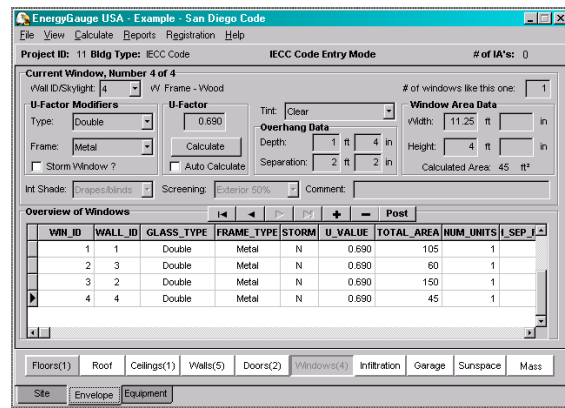 EnergyGauge USA - Example - San Diego Code
File View Calculate Reports Registration Help
Project ID: 11 Bldg Type: IECC Code IECC Code Entry Mode # of IA's: 0
Current Window, Number 4 of 4
Wall ID/Skylight: 4 W Frame - Wood # of windows like this one: 1
U-Factor Modifiers U-Factor Tint: Clear Window Area Data
Type: Double 0.690 Overhang Data Width: 11.25 ft in
Frame: Metal Calculate Depth: 1 ft 4 in Height: 4 ft in
Storm Window ? Auto Calculate Separation: 2 ft 2 in Calculated Area: 45 ft²
Int Shade: Drapes/blinds Screening: Exterior 50% Comment:
Overview of Windows Post
WIN_ID WALL_ID GLASS_TYPE FRAME_TYPE STORM U_VALUE TOTAL_AREA NUM_UNITS
1 1 Double Metal N 0.690 105 1
2 3 Double Metal N 0.690 60 1
3 2 Double Metal N 0.690 150 1
4 4 Double Metal N 0.690 45 1
Floors(1) Roof Ceilings(1) Walls(5) Doors(2) Windows(4) Infiltration Garage Sunspace Mass
Site Envelope Equipment